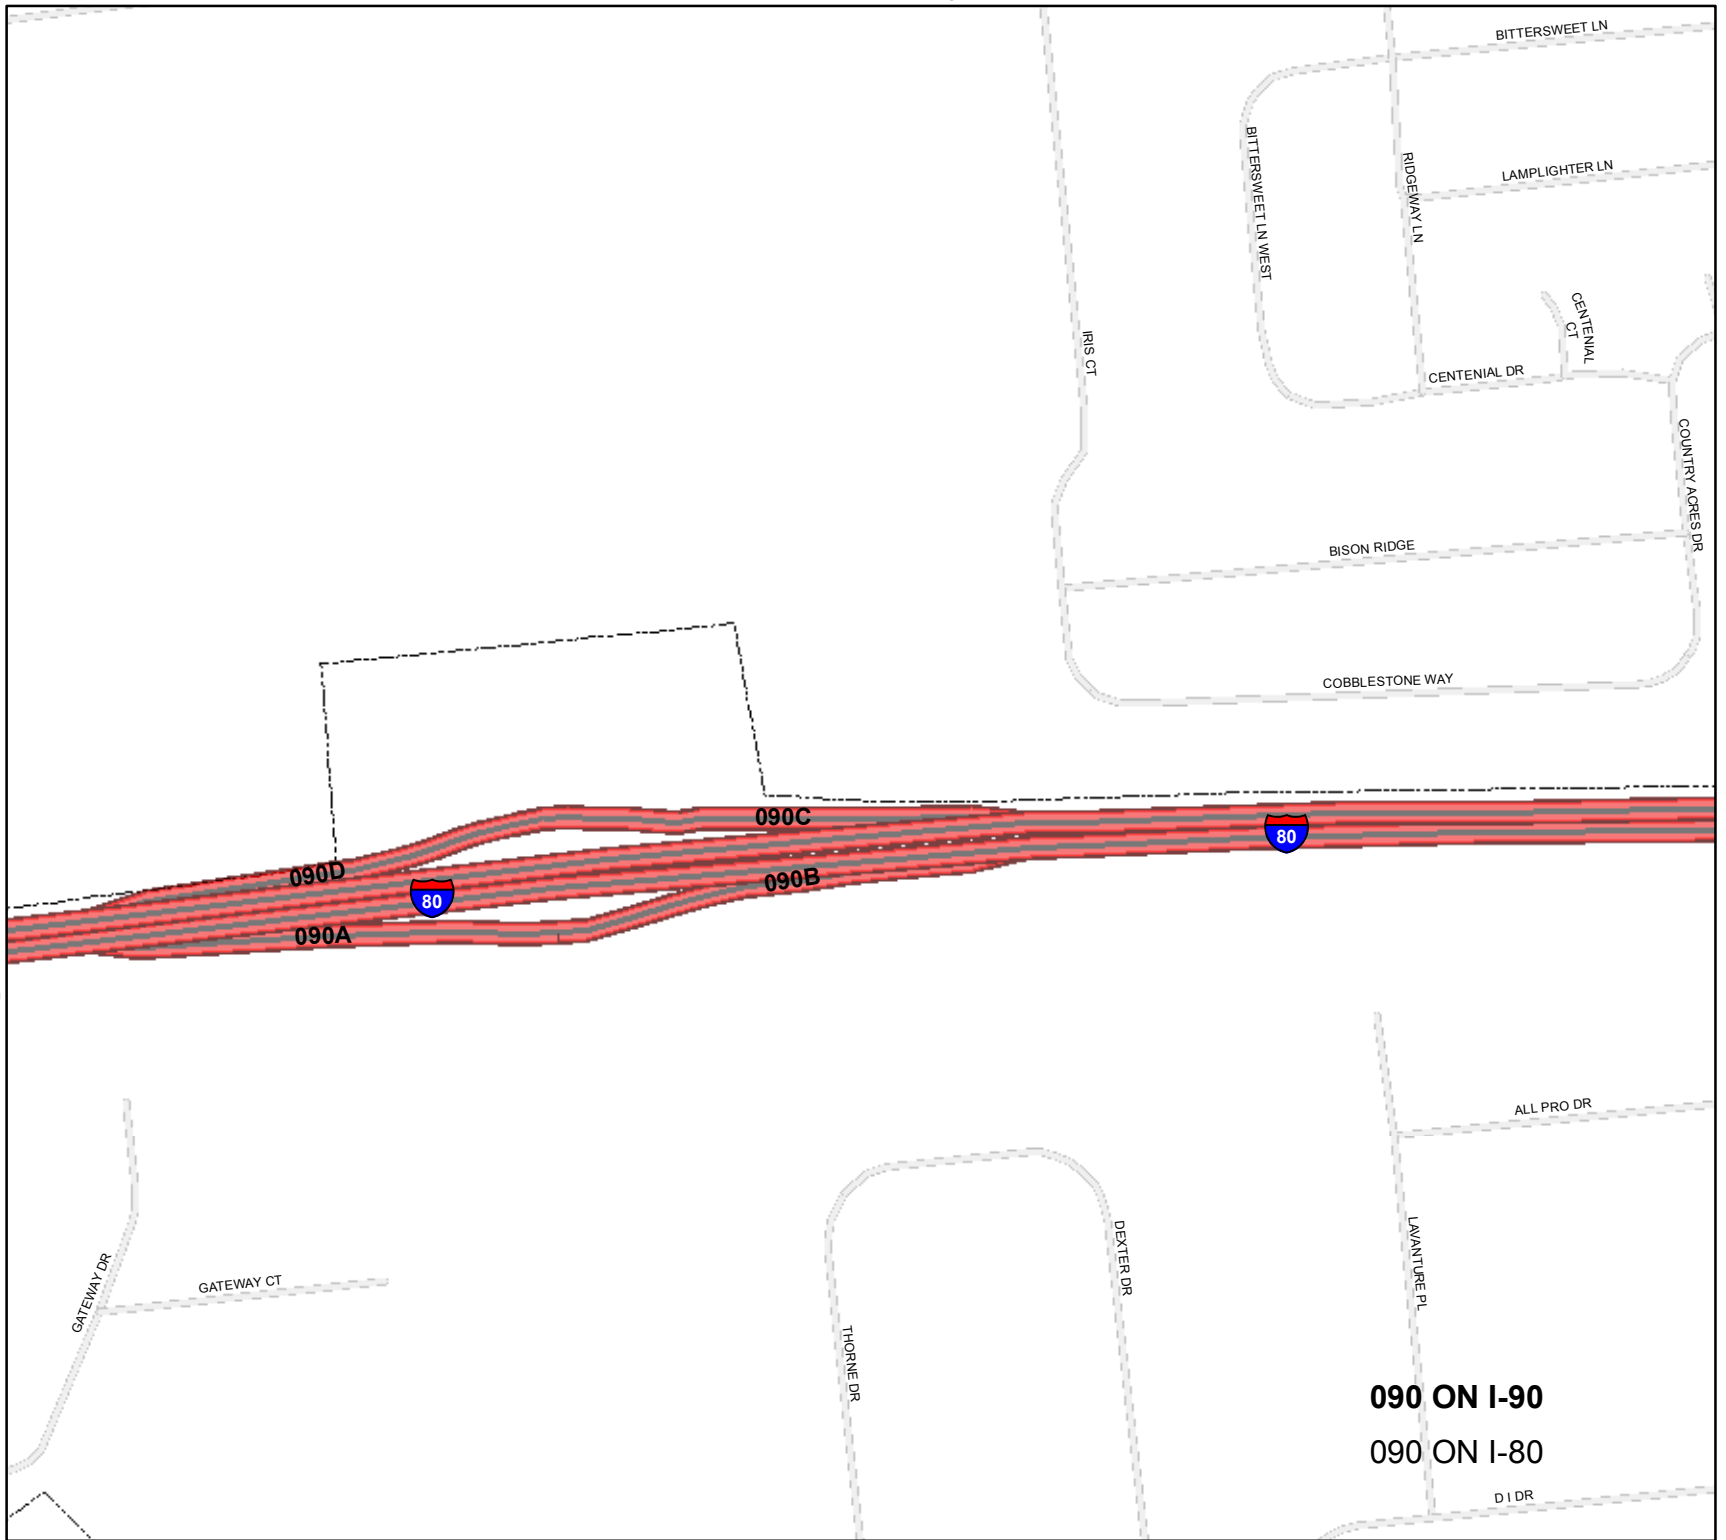 BITTERSWEET LN
BITTERSWEET LN WEST
RIDGEWAY LN
LAMPLIGHTER LN
IRIS CT
CENTENIAL
CT
CENTENIAL DR
COUNTRY ACRES DR
BISON RIDGE
COBBLESTONE WAY
090C
80
090D
090B
80
090A
ALL PRO DR
GATEWAY DR
GATEWAY CT
DEXTER DR
LAVANTURE PL
THORNE DR
090 ON I-90
090 ON I-80
D I DR